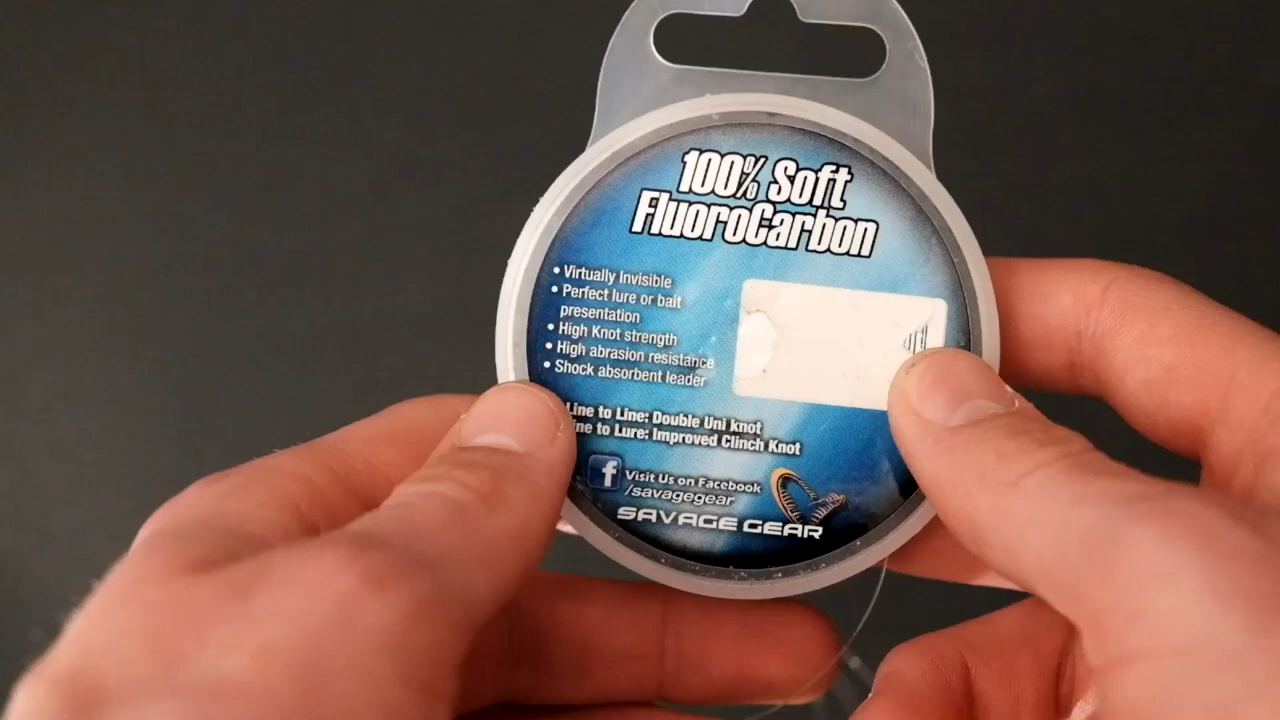 100% Soft
FluoroCarbon
• Virtually Invisible
• Perfect lure or bait
presentation
• High Knot strength
• High abrasion resistance
• Shock absorbent leader
Line to Line: Double Uni knot
ine to Lure: Improved Clinch Knot
f Visit Us on Facebook
/savagegear
SAVAGE GEAR